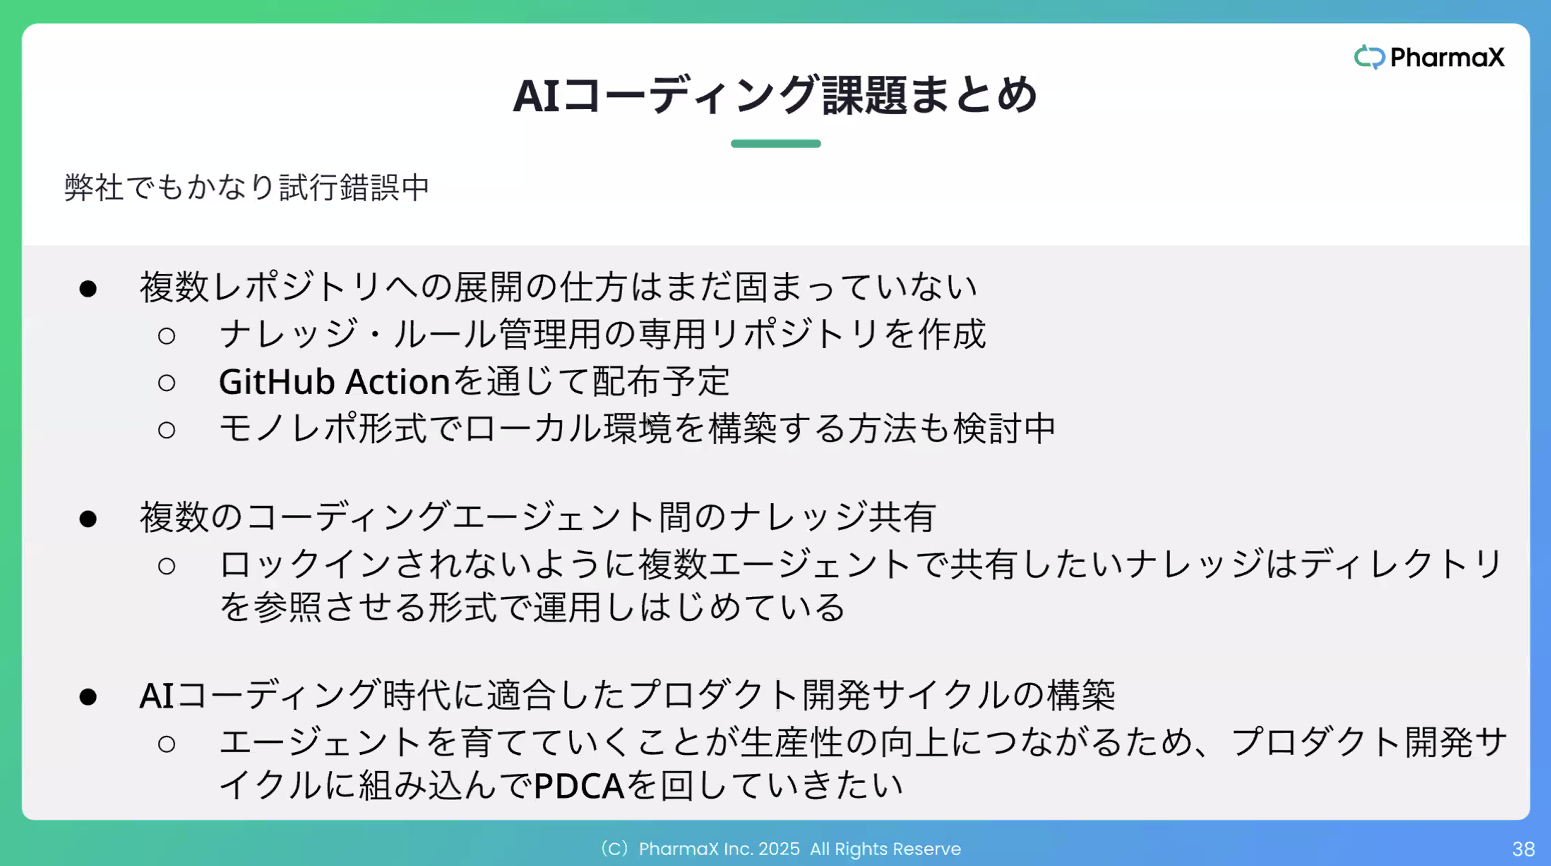 PharmaX
AIコーディング課題まとめ
弊社でもかなり試行錯誤中
● 複数レポジトリへの展開の仕方はまだ固まっていない
○ ナレッジ・ルール管理用の専用リポジトリを作成
○ GitHub Actionを通じて配布予定
○ モノレポ形式でローカル環境を構築する方法も検討中
● 複数のコーディングエージェント間のナレッジ共有
○ ロックインされないように複数エージェントで共有したいナレッジはディレクトリ
を参照させる形式で運用しはじめている
● AIコーディング時代に適合したプロダクト開発サイクルの構築
○ エージェントを育てていくことが生産性の向上につながるため、プロダクト開発サ
イクルに組み込んでPDCAを回していきたい
（C）PharmaX Inc. 2025 All Rights Reserve
38